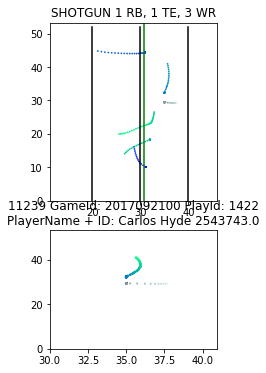 SHOTGUN 1 RB, 1 TE, 3 WR
50
40
30
20
10
0
20 30 40
11239 GameId: 2017092100 PlayId: 1422
PlayerName + ID: Carlos Hyde 2543743.0
40
20
0
30.0 32.5 35.0 37.5 40.0